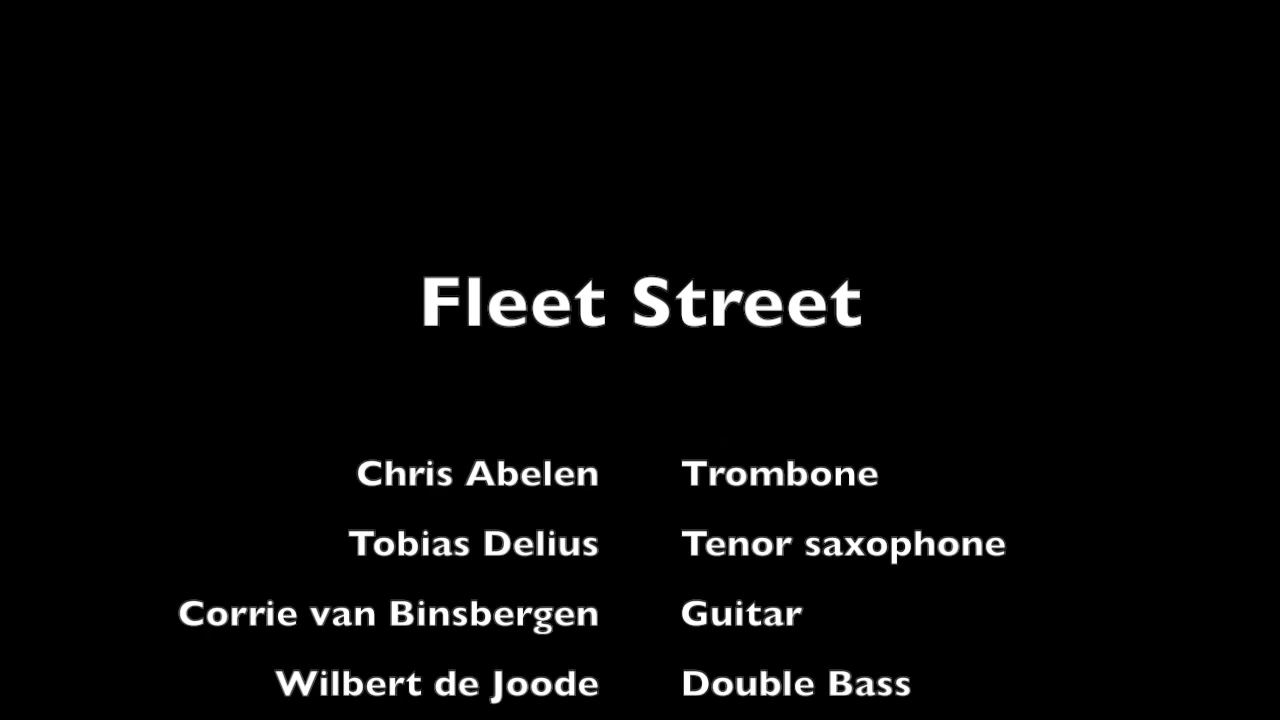 Fleet Street
Chris Abelen Trombone
Tobias Delius Tenor saxophone
Corrie van Binsbergen Guitar
Wilbert de Joode Double Bass